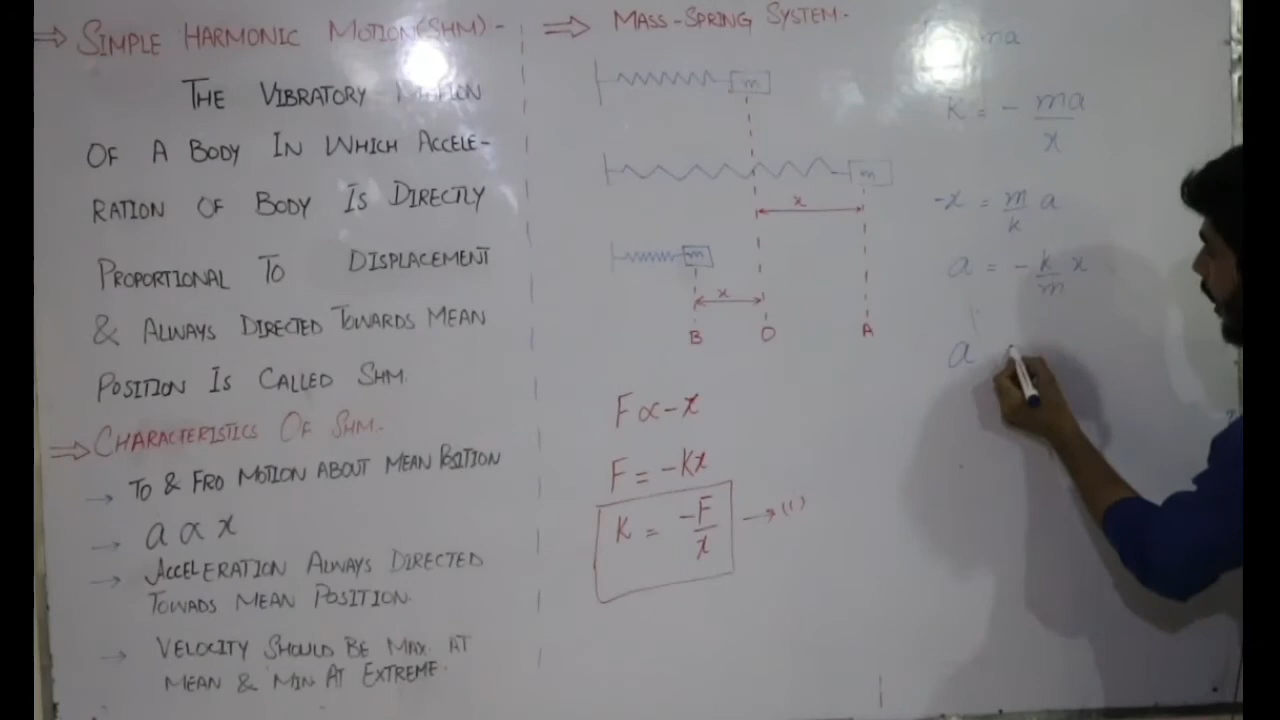 ⇒ SIMPLE HARMONIC MOTION(SHM) -
THE VIBRATORY MOTION
OF A BODY IN WHICH ACCELE-
RATION OF BODY IS DIRECTLY
PROPORTIONAL TO DISPLACEMENT
& ALWAYS DIRECTED TOWARDS MEAN
POSITION IS CALLED SHM.
⇒ CHARACTERISTICS OF SHM.
→ TO & FRO MOTION ABOUT MEAN POSITION
→ a α x
→ ACCELERATION ALWAYS DIRECTED
TOWADS MEAN POSITION.
→ VELOCITY SHOULD BE MAX. AT
MEAN & MIN AT EXTREME.
⇒ MASS-SPRING SYSTEM-
m
m
x
m
x
B O A
F ∝ -x
F = -Kx
K = -F/x → (1)
ma
K = - ma/x
-x = m/k a
a = - k/m x
a